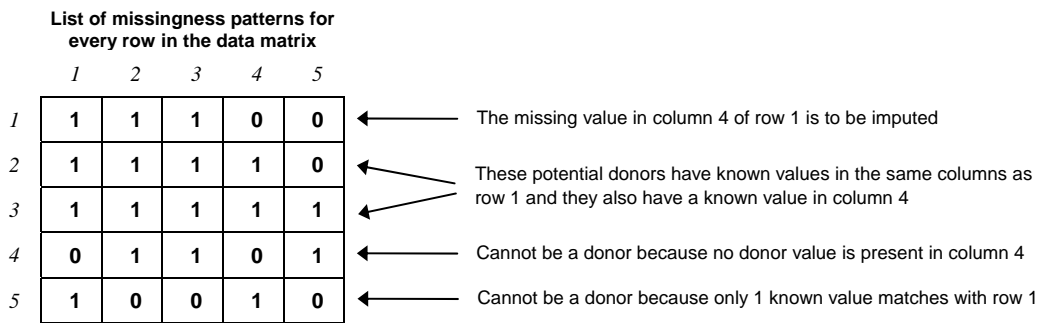 List of missingness patterns for
every row in the data matrix
1 2 3 4 5
1 1 1 1 0 0 The missing value in column 4 of row 1 is to be imputed
2 1 1 1 1 0
These potential donors have known values in the same columns as
row 1 and they also have a known value in column 4
3 1 1 1 1 1
4 0 1 1 0 1 Cannot be a donor because no donor value is present in column 4
5 1 0 0 1 0 Cannot be a donor because only 1 known value matches with row 1